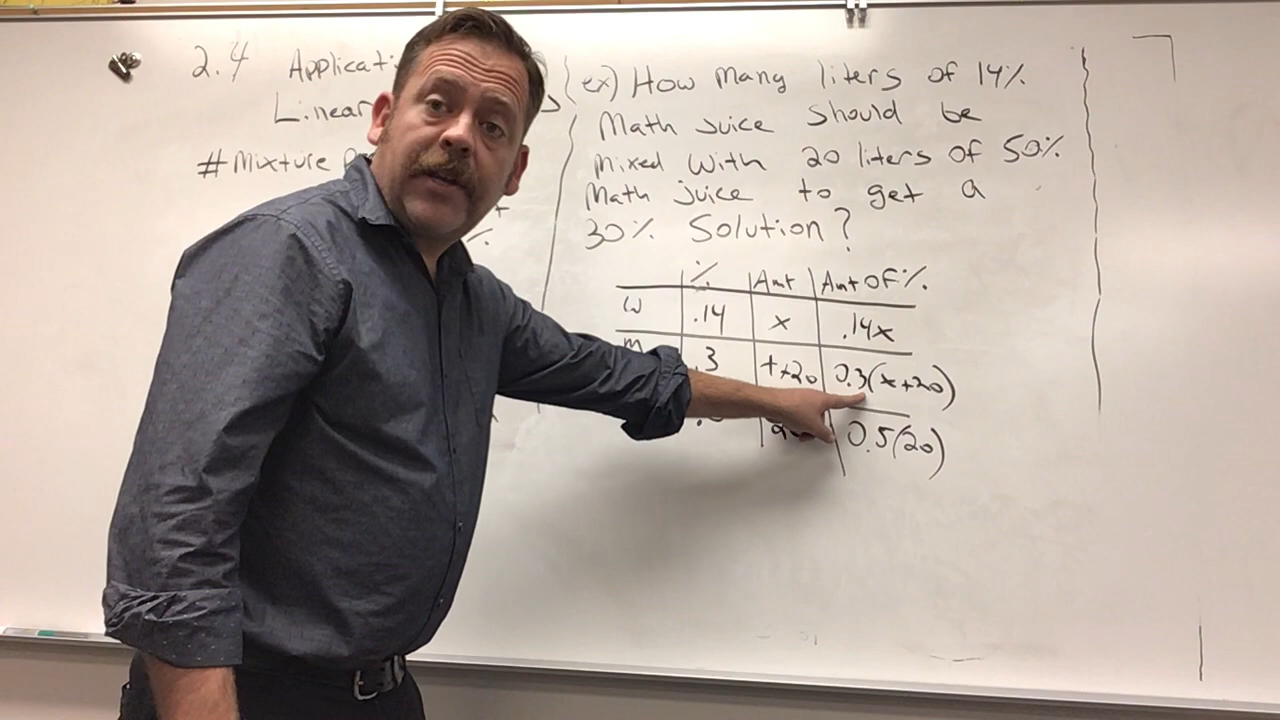 2.4 Applicati
Linear
# Mixture
(ex) How many liters of 14%
Math Juice should be
mixed with 20 liters of 50%
Math juice to get a
30% Solution?
% Amt Amt of %
W .14 x .14x
m .3 x+20 0.3(x+20)
20 0.5(20)